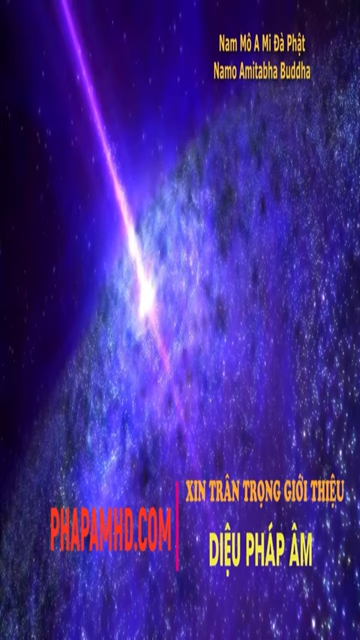 Nam Mô A Mi Đà Phật
Namo Amitabha Buddha
XIN TRÂN TRỌNG GIỚI THIỆU
PHAPAMHD.COM
DIỆU PHÁP ÂM